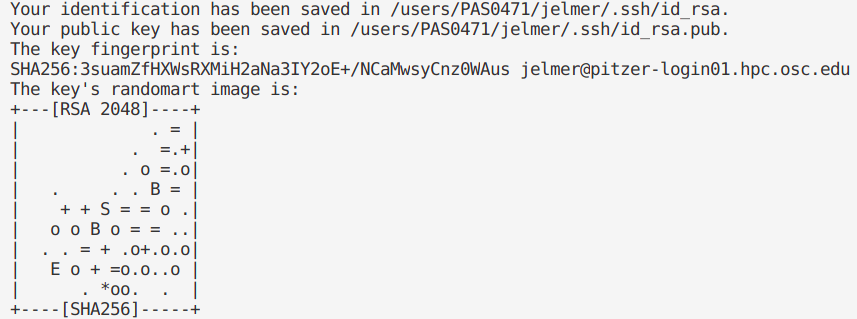 Your identification has been saved in /users/PAS0471/jelmer/.ssh/id_rsa.
Your public key has been saved in /users/PAS0471/jelmer/.ssh/id_rsa.pub.
The key fingerprint is:
SHA256:3suamZfHXWsRXMiH2aNa3IY2oE+/NCaMwsyCnz0WAus jelmer@pitzer-login01.hpc.osc.edu
The key's randomart image is:
+---[RSA 2048]----+
|             . = |
|           .  =.+|
|          . o =.o|
|   .     . . B = |
|    + + S = = o .|
|   o o B o = = ..|
|  . . = + .o+.o.o|
|   E o + =o.o..o |
|      . *oo.  .  |
+----[SHA256]-----+